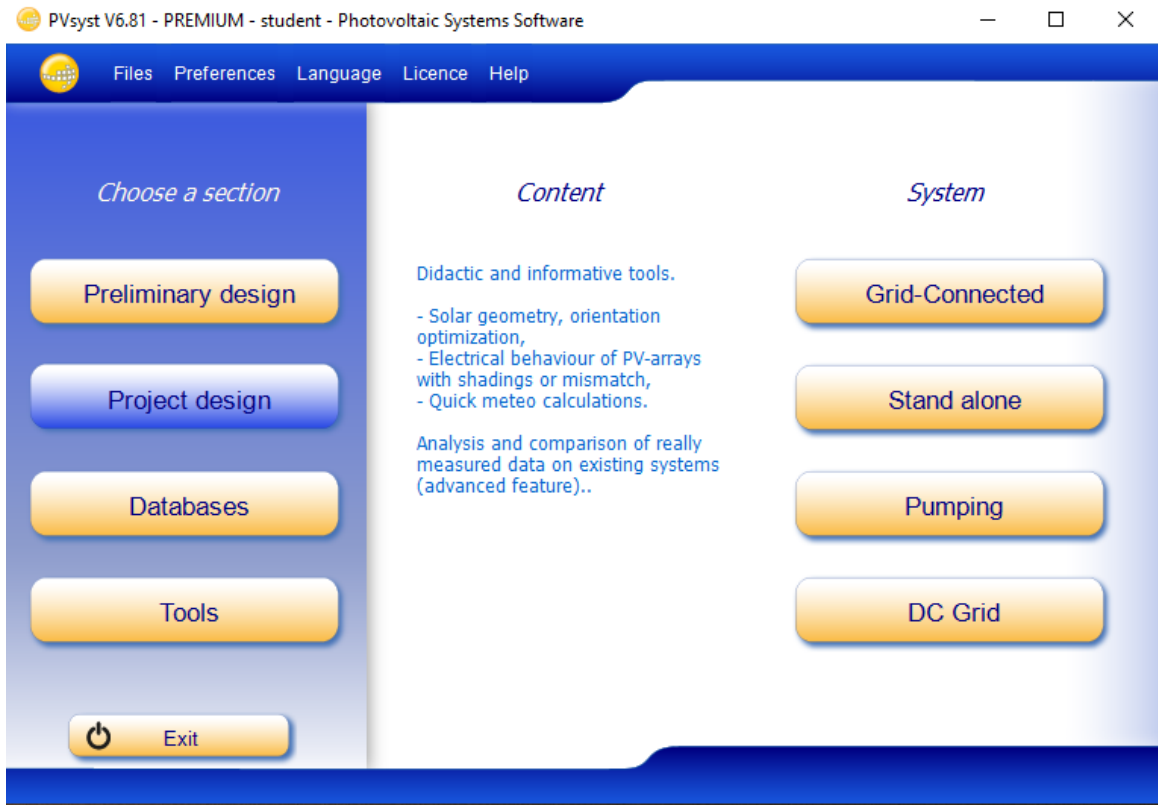 PVsyst V6.81 - PREMIUM - student - Photovoltaic Systems Software
Files Preferences Language Licence Help
Choose a section
Preliminary design
Project design
Databases
Tools
Exit
Content
Didactic and informative tools.
- Solar geometry, orientation
optimization,
- Electrical behaviour of PV-arrays
with shadings or mismatch,
- Quick meteo calculations.
Analysis and comparison of really
measured data on existing systems
(advanced feature)..
System
Grid-Connected
Stand alone
Pumping
DC Grid